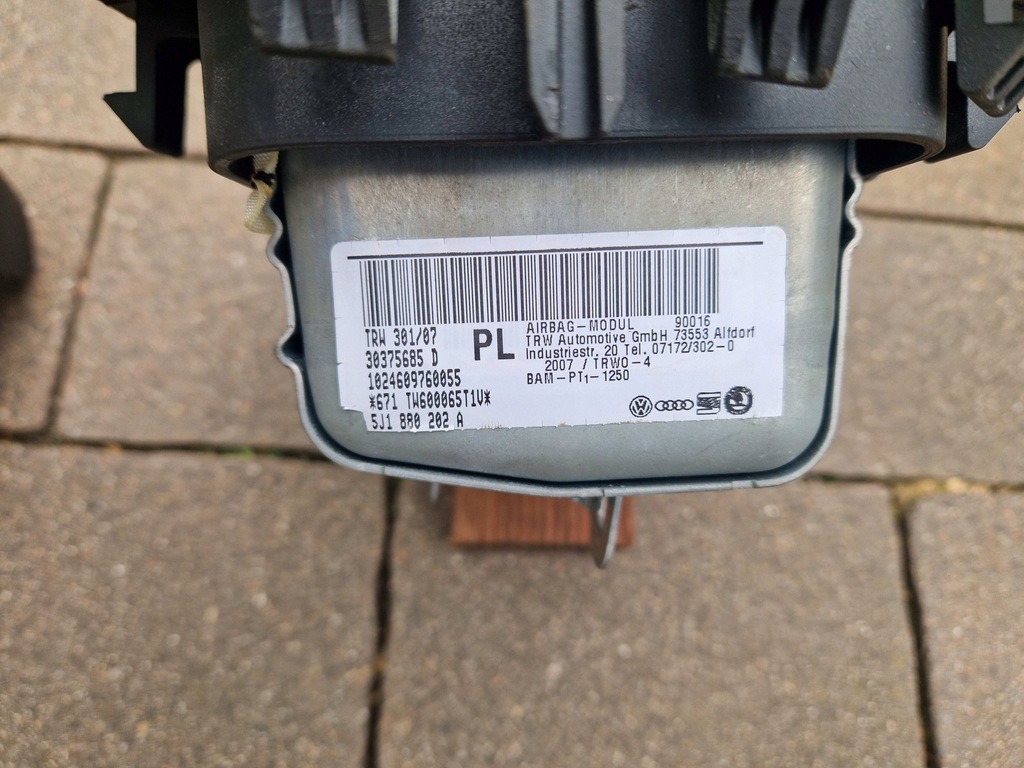 TRW 301/07
30375685 D
1024609760055
*671 TW600065T1V*
5J1 880 202 A
PL
AIRBAG-MODUL 90016
TRW Automotive GmbH 73553 Alfdorf
Industriestr. 20 Tel. 07172/302-0
2007 / TRWO-4
BAM-PT1-1250